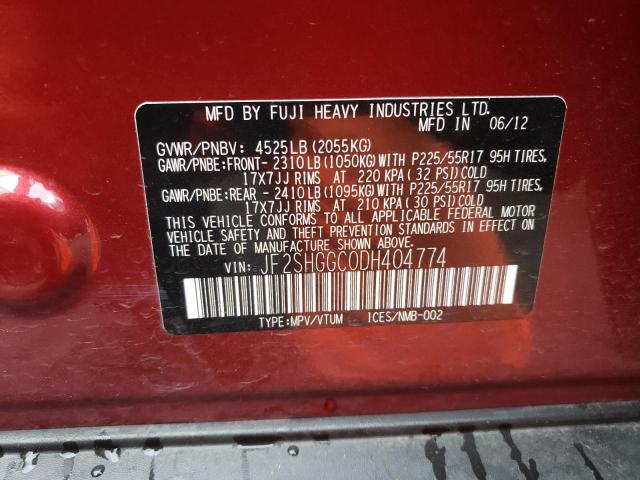 MFD BY FUJI HEAVY INDUSTRIES LTD.
MFD IN 06/12
GVWR/PNBV: 4525LB (2055KG)
GAWR/PNBE:FRONT- 2310LB (1050KG) WITH P225/55R17 95H TIRES,
17X7JJ RIMS AT 220 KPA ( 32 PSI) COLD
GAWR/PNBE:REAR - 2410LB (1095KG) WITH P225/55R17 95H TIRES,
17X7JJ RIMS AT 210 KPA ( 30 PSI) COLD
THIS VEHICLE CONFORMS TO ALL APPLICABLE FEDERAL MOTOR
VEHICLE SAFETY AND THEFT PREVENTION STANDARDS IN EFFECT ON
THE DATE OF MANUFACTURE SHOWN ABOVE.
VIN: JF2SHGGC0DH404774
TYPE:MPV/VTUM ICES/NMB-002